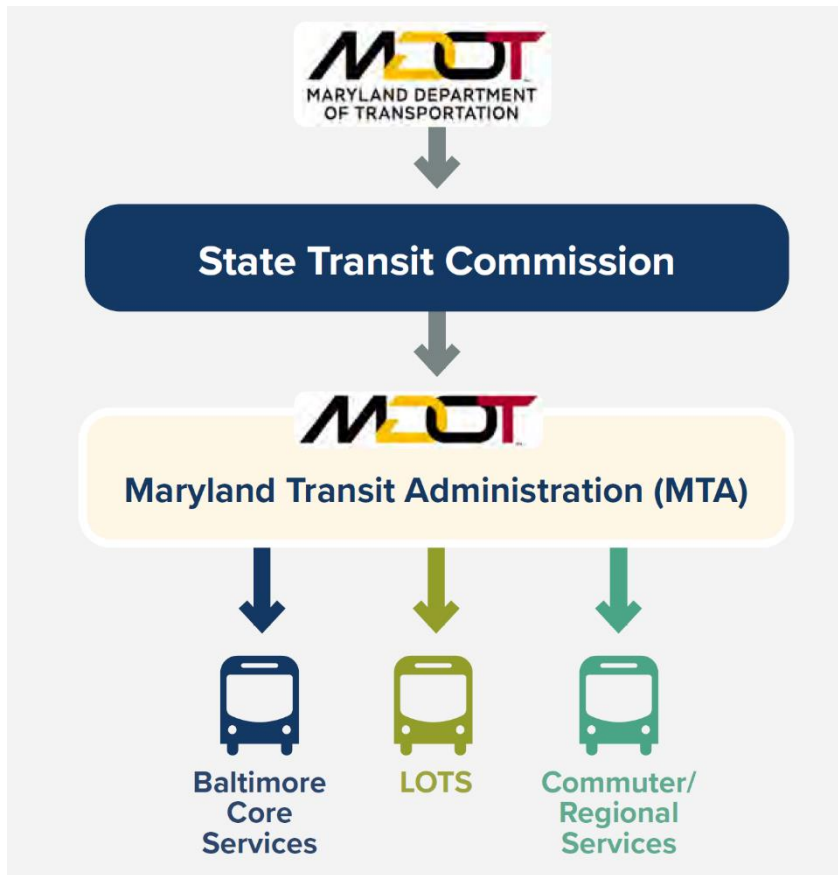 MDOT
MARYLAND DEPARTMENT
OF TRANSPORTATION
State Transit Commission
MDOT
Maryland Transit Administration (MTA)
Baltimore
Core
Services
LOTS
Commuter/
Regional
Services